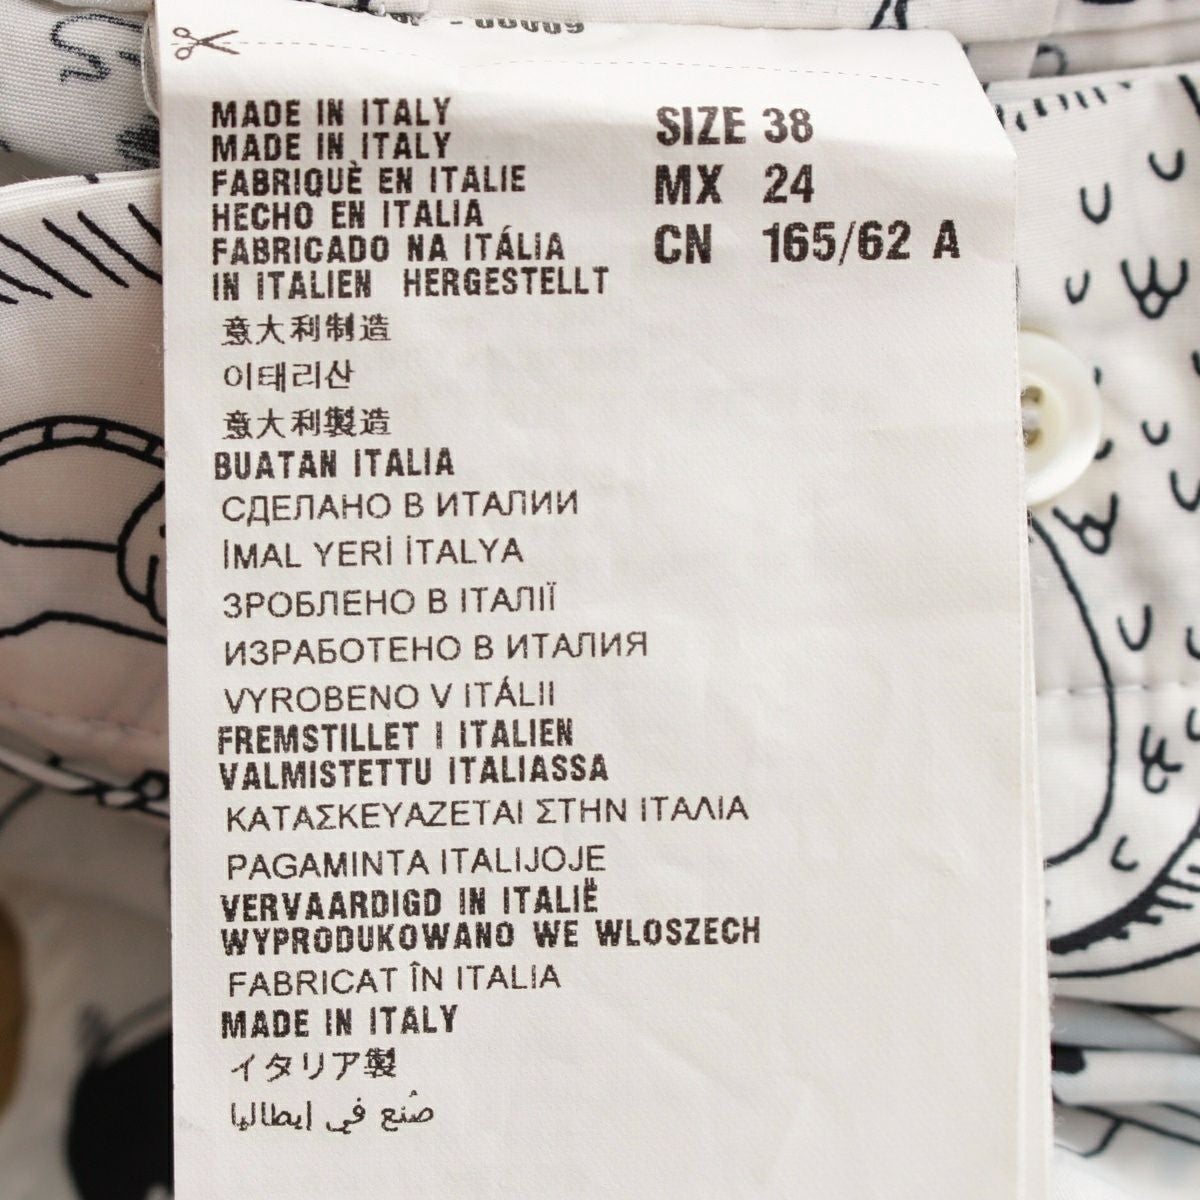 MADE IN ITALY
MADE IN ITALY
FABRIQUÈ EN ITALIE
HECHO EN ITALIA
FABRICADO NA ITÁLIA
IN ITALIEN HERGESTELLT
意大利制造
이태리산
意大利製造
BUATAN ITALIA
СДЕЛАНО В ИТАЛИИ
İMAL YERİ İTALYA
ЗРОБЛЕНО В ІТАЛІЇ
ИЗРАБОТЕНО В ИТАЛИЯ
VYROBENO V ITÁLII
FREMSTILLET I ITALIEN
VALMISTETTU ITALIASSA
ΚΑΤΑΣΚΕΥΑΖΕΤΑΙ ΣΤΗΝ ΙΤΑΛΙΑ
PAGAMINTA ITALIJOJE
VERVAARDIGD IN ITALIË
WYPRODUKOWANO WE WLOSZECH
FABRICAT ÎN ITALIA
MADE IN ITALY
イタリア製
صُنع في إيطاليا
SIZE 38
MX 24
CN 165/62 A